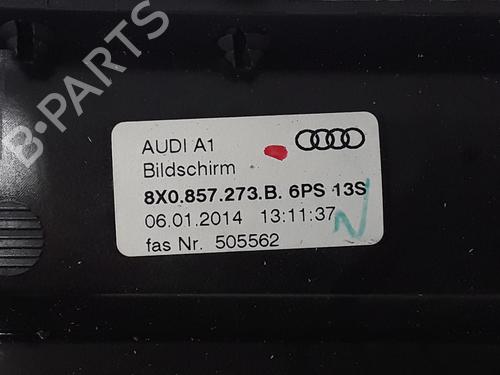 AUDI A1
Bildschirm
8X0.857.273.B. 6PS 13S
06.01.2014 13:11:37
fas Nr. 505562
B-PARTS